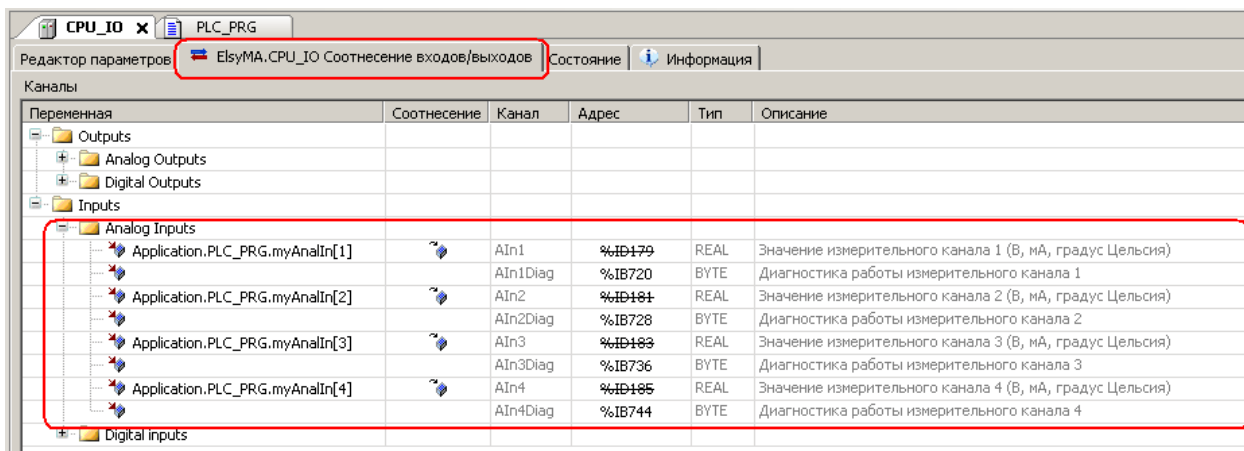 CPU_IO x PLC_PRG
Редактор параметров ElsyMA.CPU_IO Соотнесение входов/выходов Состояние Информация
Каналы
Переменная Соотнесение Канал Адрес Тип Описание
Outputs
Analog Outputs
Digital Outputs
Inputs
Analog Inputs
Application.PLC_PRG.myAnalIn[1] AIn1 %ID179 REAL Значение измерительного канала 1 (В, мА, градус Цельсия)
AIn1Diag %IB720 BYTE Диагностика работы измерительного канала 1
Application.PLC_PRG.myAnalIn[2] AIn2 %ID181 REAL Значение измерительного канала 2 (В, мА, градус Цельсия)
AIn2Diag %IB728 BYTE Диагностика работы измерительного канала 2
Application.PLC_PRG.myAnalIn[3] AIn3 %ID183 REAL Значение измерительного канала 3 (В, мА, градус Цельсия)
AIn3Diag %IB736 BYTE Диагностика работы измерительного канала 3
Application.PLC_PRG.myAnalIn[4] AIn4 %ID185 REAL Значение измерительного канала 4 (В, мА, градус Цельсия)
AIn4Diag %IB744 BYTE Диагностика работы измерительного канала 4
Digital inputs